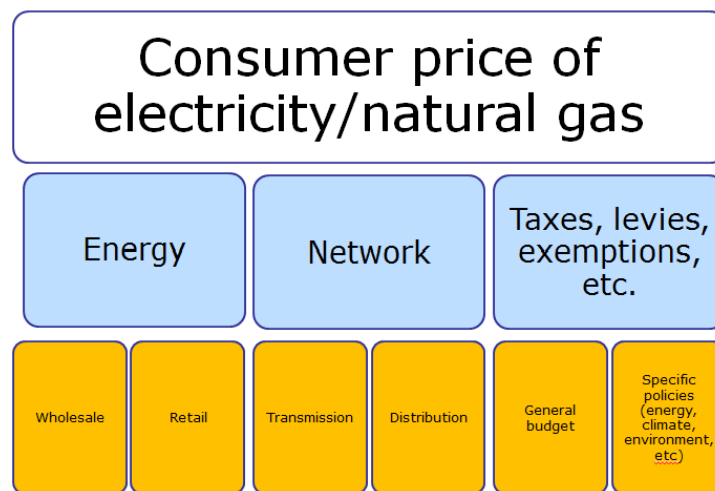 Consumer price of
electricity/natural gas
Energy
Network
Taxes, levies,
exemptions,
etc.
Wholesale
Retail
Transmission
Distribution
General
budget
Specific
policies
(energy,
climate,
environment,
etc)